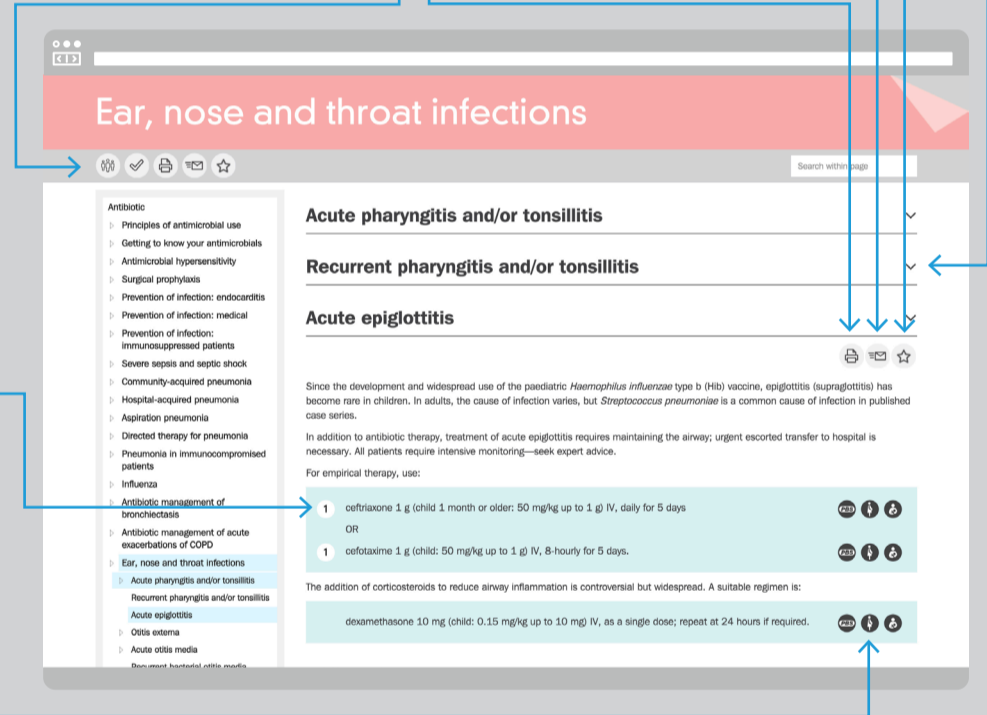 Ear, nose and throat infections
Search within page
Antibiotic
Principles of antimicrobial use
Getting to know your antimicrobials
Antimicrobial hypersensitivity
Surgical prophylaxis
Prevention of infection: endocarditis
Prevention of infection: medical
Prevention of infection:
immunosuppressed patients
Severe sepsis and septic shock
Community-acquired pneumonia
Hospital-acquired pneumonia
Aspiration pneumonia
Directed therapy for pneumonia
Pneumonia in immunocompromised
patients
Influenza
Antibiotic management of
bronchiectasis
Antibiotic management of acute
exacerbations of COPD
Ear, nose and throat infections
Acute pharyngitis and/or tonsillitis
Recurrent pharyngitis and/or tonsillitis
Acute epiglottitis
Otitis externa
Acute otitis media
Recurrent bacterial otitis media
Acute pharyngitis and/or tonsillitis
Recurrent pharyngitis and/or tonsillitis
Acute epiglottitis
Since the development and widespread use of the paediatric Haemophilus influenzae type b (Hib) vaccine, epiglottitis (supraglottitis) has
become rare in children. In adults, the cause of infection varies, but Streptococcus pneumoniae is a common cause of infection in published
case series.
In addition to antibiotic therapy, treatment of acute epiglottitis requires maintaining the airway; urgent escorted transfer to hospital is
necessary. All patients require intensive monitoring—seek expert advice.
For empirical therapy, use:
1 ceftriaxone 1 g (child 1 month or older: 50 mg/kg up to 1 g) IV, daily for 5 days PBS
OR
1 cefotaxime 1 g (child: 50 mg/kg up to 1 g) IV, 8-hourly for 5 days. PBS
The addition of corticosteroids to reduce airway inflammation is controversial but widespread. A suitable regimen is:
dexamethasone 10 mg (child: 0.15 mg/kg up to 10 mg) IV, as a single dose; repeat at 24 hours if required. PBS